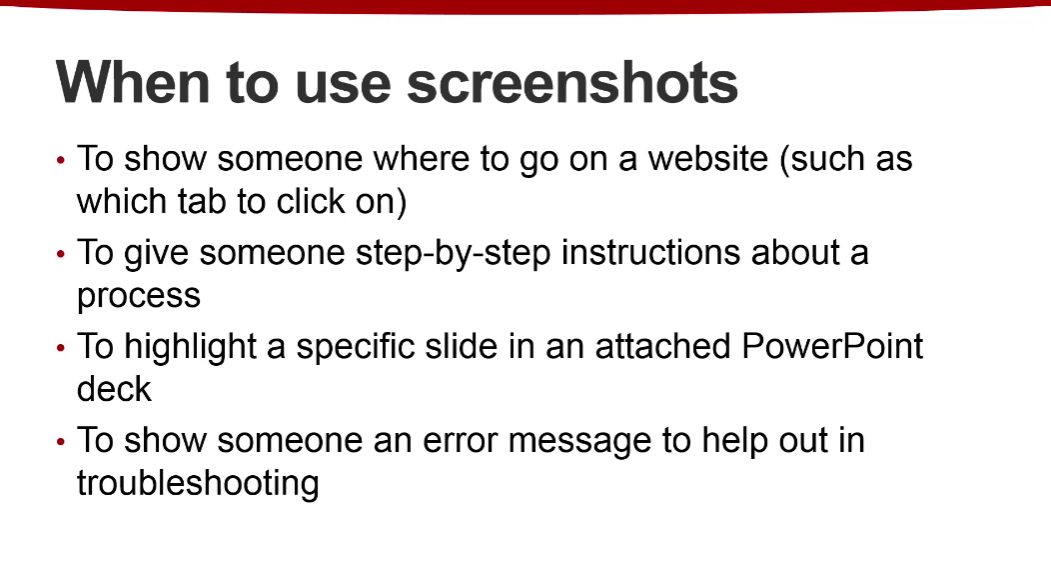 When to use screenshots
• To show someone where to go on a website (such as
which tab to click on)
• To give someone step-by-step instructions about a
process
• To highlight a specific slide in an attached PowerPoint
deck
• To show someone an error message to help out in
troubleshooting